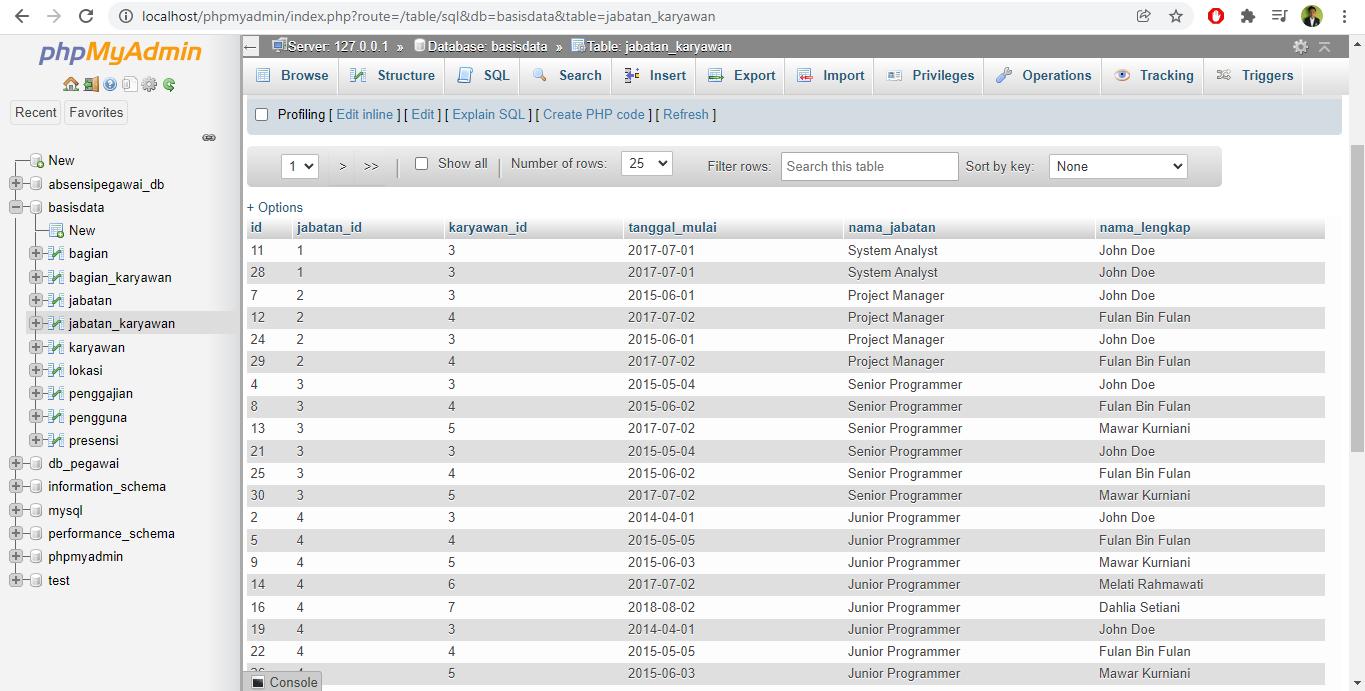 localhost/phpmyadmin/index.php?route=/table/sql&db=basisdata&table=jabatan_karyawan
phpMyAdmin
Recent Favorites
New
absensipegawai_db
basisdata
New
bagian
bagian_karyawan
jabatan
jabatan_karyawan
karyawan
lokasi
penggajian
pengguna
presensi
db_pegawai
information_schema
mysql
performance_schema
phpmyadmin
test
Server: 127.0.0.1 » Database: basisdata » Table: jabatan_karyawan
Browse Structure SQL Search Insert Export Import Privileges Operations Tracking Triggers
Profiling [ Edit inline ] [ Edit ] [ Explain SQL ] [ Create PHP code ] [ Refresh ]
1 > >> | Show all | Number of rows: 25 Filter rows: Search this table Sort by key: None
+ Options
id jabatan_id karyawan_id tanggal_mulai nama_jabatan nama_lengkap
11 1 3 2017-07-01 System Analyst John Doe
28 1 3 2017-07-01 System Analyst John Doe
7 2 3 2015-06-01 Project Manager John Doe
12 2 4 2017-07-02 Project Manager Fulan Bin Fulan
24 2 3 2015-06-01 Project Manager John Doe
29 2 4 2017-07-02 Project Manager Fulan Bin Fulan
4 3 3 2015-05-04 Senior Programmer John Doe
8 3 4 2015-06-02 Senior Programmer Fulan Bin Fulan
13 3 5 2017-07-02 Senior Programmer Mawar Kurniani
21 3 3 2015-05-04 Senior Programmer John Doe
25 3 4 2015-06-02 Senior Programmer Fulan Bin Fulan
30 3 5 2017-07-02 Senior Programmer Mawar Kurniani
2 4 3 2014-04-01 Junior Programmer John Doe
5 4 4 2015-05-05 Junior Programmer Fulan Bin Fulan
9 4 5 2015-06-03 Junior Programmer Mawar Kurniani
14 4 6 2017-07-02 Junior Programmer Melati Rahmawati
16 4 7 2018-08-02 Junior Programmer Dahlia Setiani
19 4 3 2014-04-01 Junior Programmer John Doe
22 4 4 2015-05-05 Junior Programmer Fulan Bin Fulan
5 2015-06-03 Junior Programmer Mawar Kurniani
Console